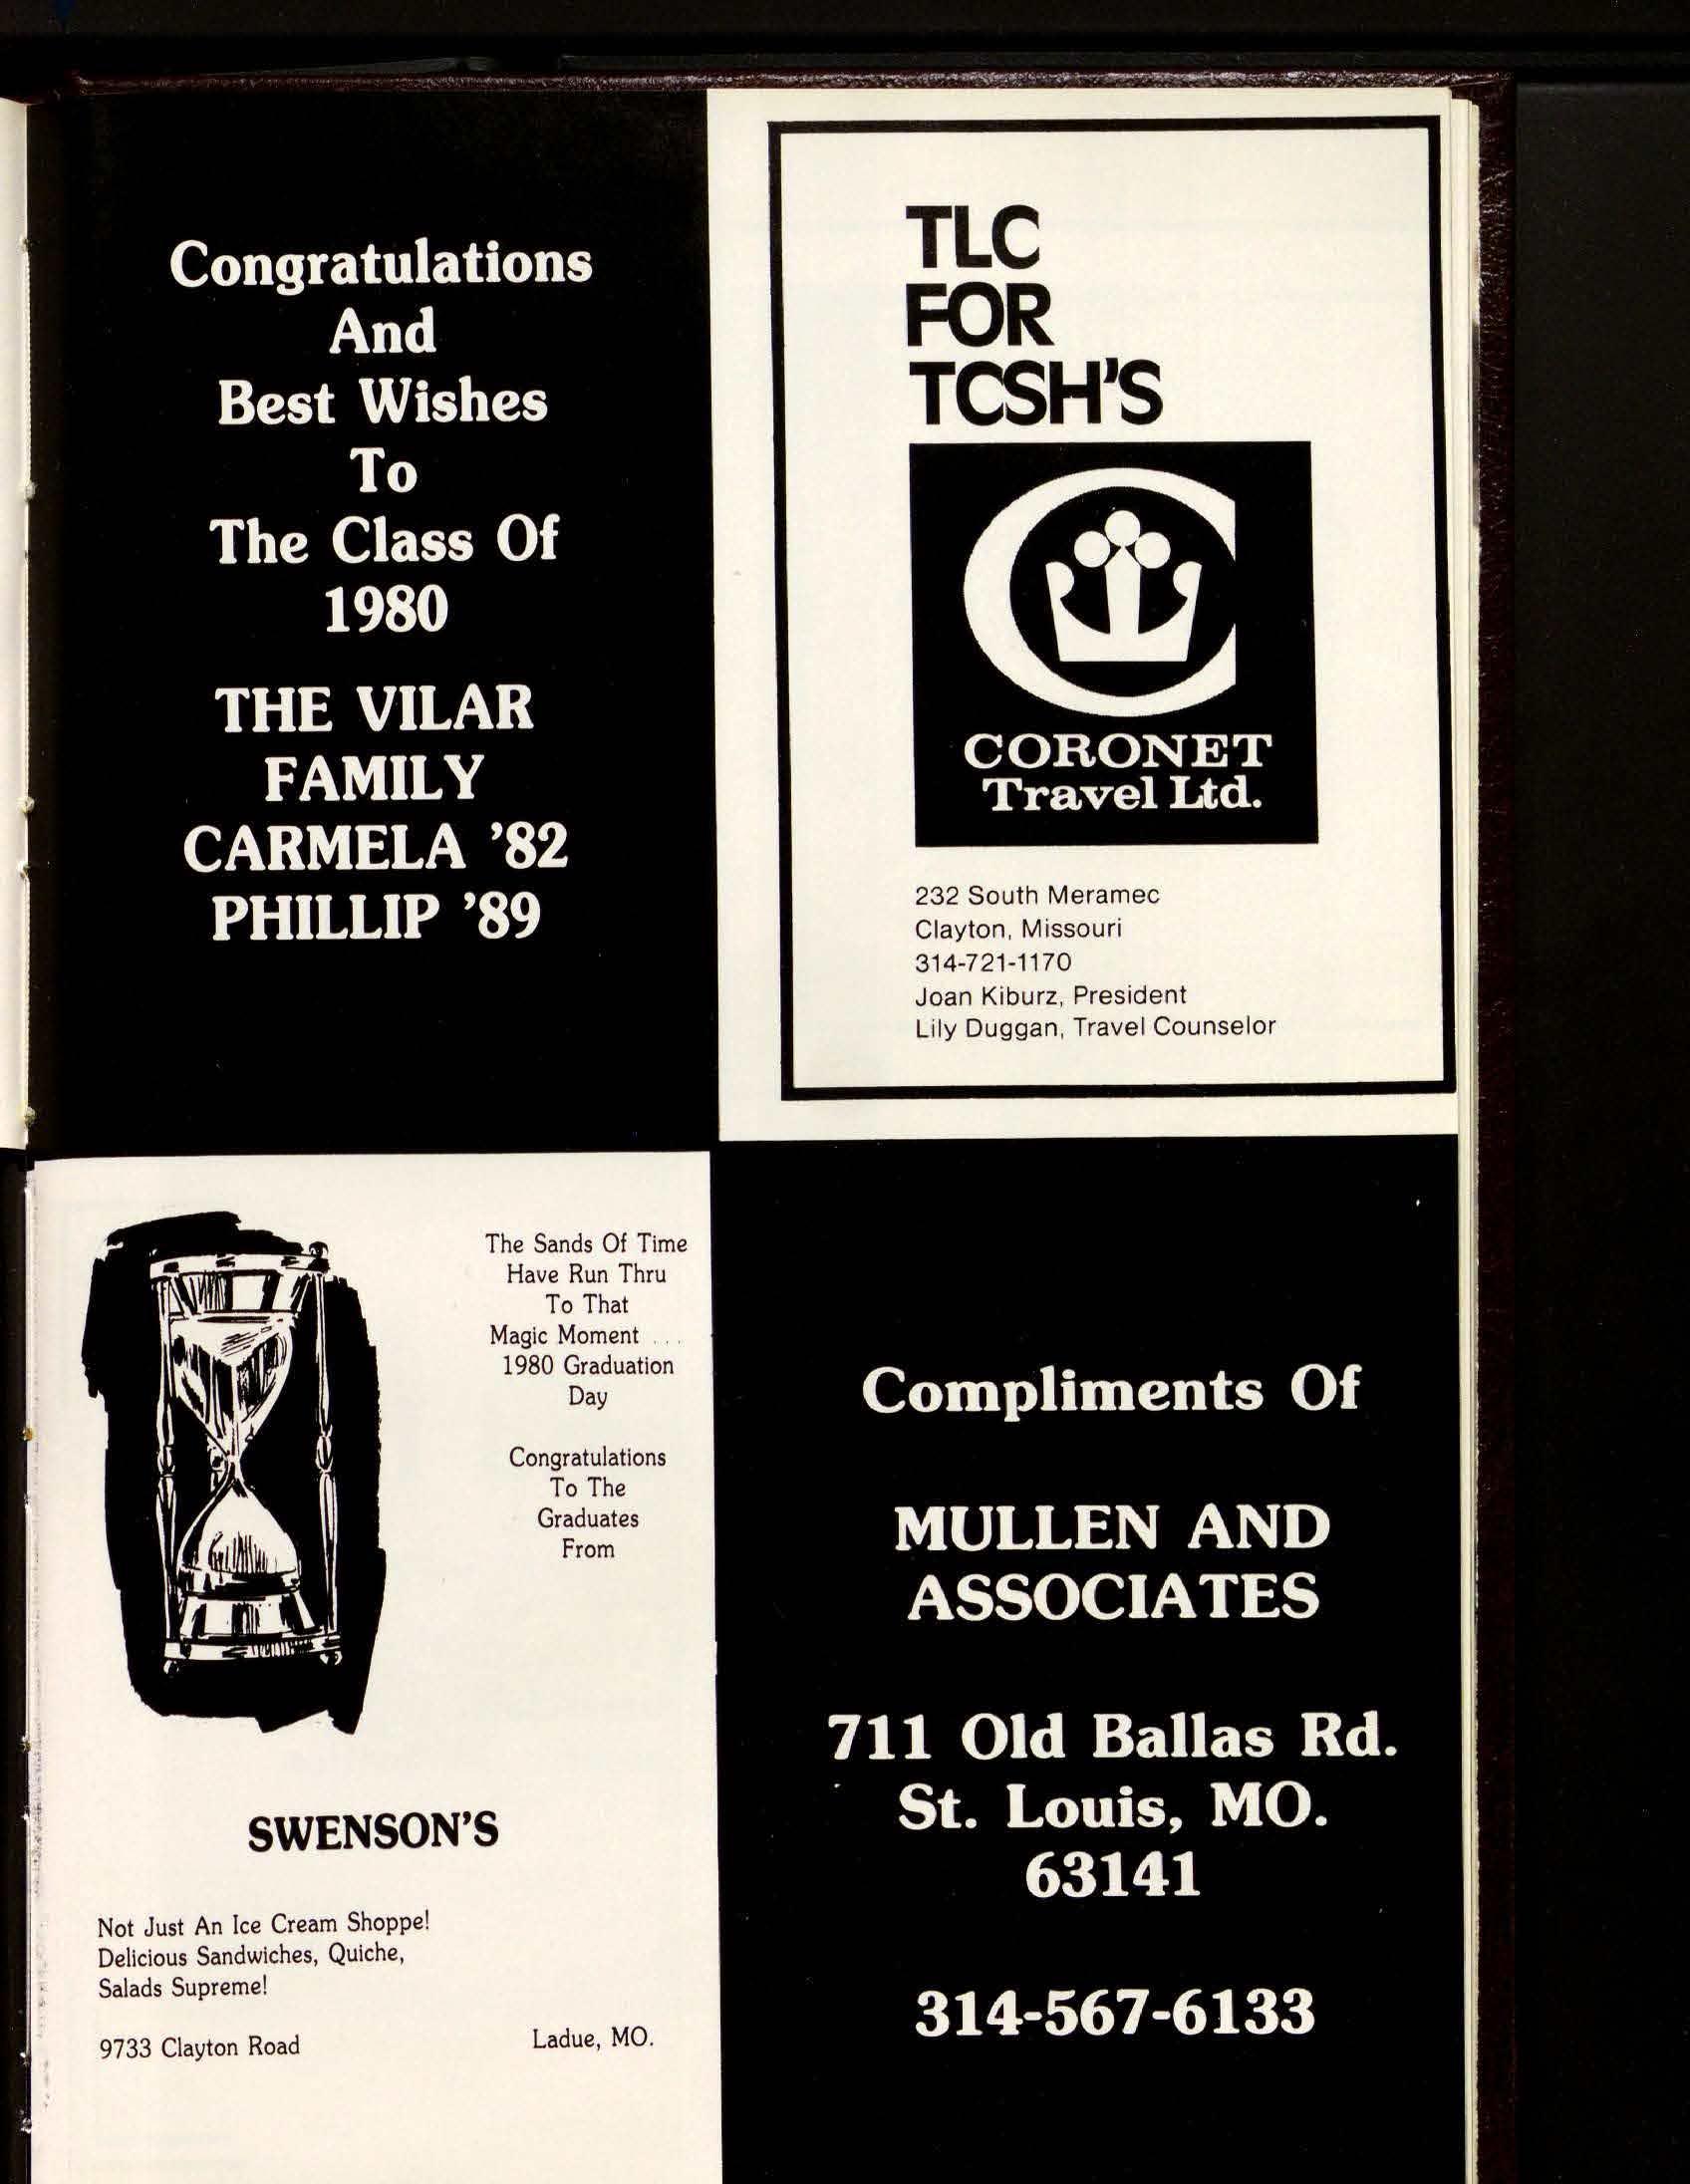 Congratulations
And
Best Wishes
To
The Class Of
1980
THE VILAR
FAMILY
CARMELA '82
PHILLIP '89
TLC
FOR
TCSH'S
CORONET
Travel Ltd.
232 South Meramec
Clayton, Missouri
314-721-1170
Joan Kiburz, President
Lily Duggan, Travel Counselor
The Sands Of Time
Have Run Thru
To That
Magic Moment . . .
1980 Graduation
Day
Congratulations
To The
Graduates
From
SWENSON'S
Not Just An Ice Cream Shoppe!
Delicious Sandwiches, Quiche,
Salads Supreme!
9733 Clayton Road Ladue, MO.
Compliments Of
MULLEN AND
ASSOCIATES
711 Old Ballas Rd.
St. Louis, MO.
63141
314-567-6133